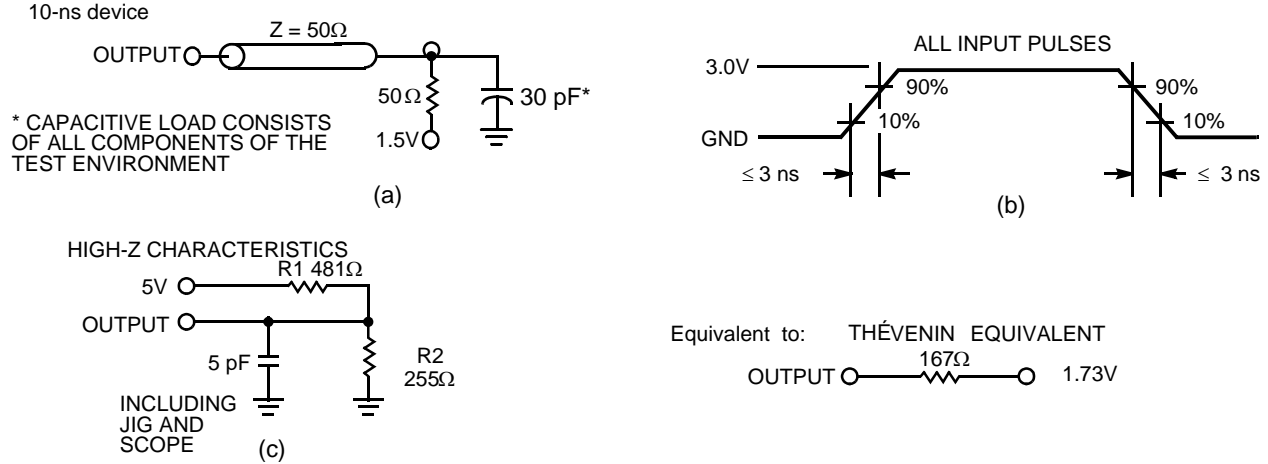 10-ns device
Z = 50Ω
OUTPUT
50Ω
30 pF*
1.5V
* CAPACITIVE LOAD CONSISTS
OF ALL COMPONENTS OF THE
TEST ENVIRONMENT
(a)
ALL INPUT PULSES
3.0V
90%
90%
10%
10%
GND
≤ 3 ns
≤ 3 ns
(b)
HIGH-Z CHARACTERISTICS
R1 481Ω
5V
OUTPUT
5 pF
R2
255Ω
INCLUDING
JIG AND
SCOPE
(c)
Equivalent to: THÉVENIN EQUIVALENT
167Ω
OUTPUT
1.73V